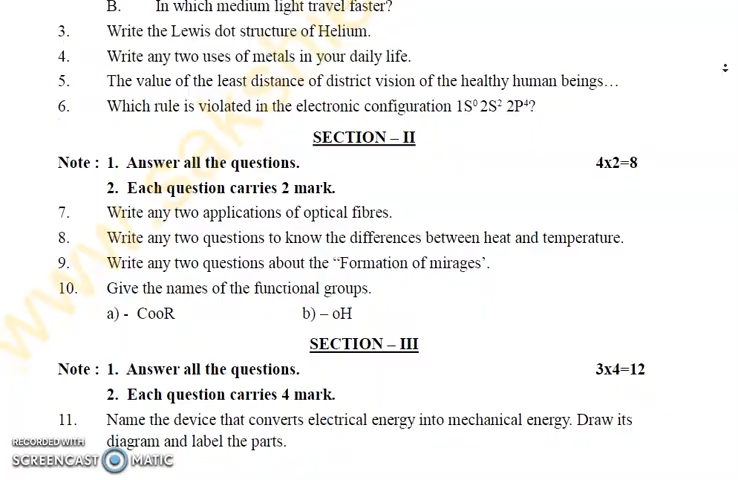 B. In which medium light travel faster?
3. Write the Lewis dot structure of Helium.
4. Write any two uses of metals in your daily life.
5. The value of the least distance of district vision of the healthy human beings…
6. Which rule is violated in the electronic configuration 1S⁰ 2S² 2P⁴?
SECTION – II
Note : 1. Answer all the questions. 4x2=8
2. Each question carries 2 mark.
7. Write any two applications of optical fibres.
8. Write any two questions to know the differences between heat and temperature.
9. Write any two questions about the “Formation of mirages’.
10. Give the names of the functional groups.
a) - CooR b) – oH
SECTION – III
Note : 1. Answer all the questions. 3x4=12
2. Each question carries 4 mark.
11. Name the device that converts electrical energy into mechanical energy. Draw its
diagram and label the parts.
RECORDED WITH
SCREENCAST MATIC
www.sakshie